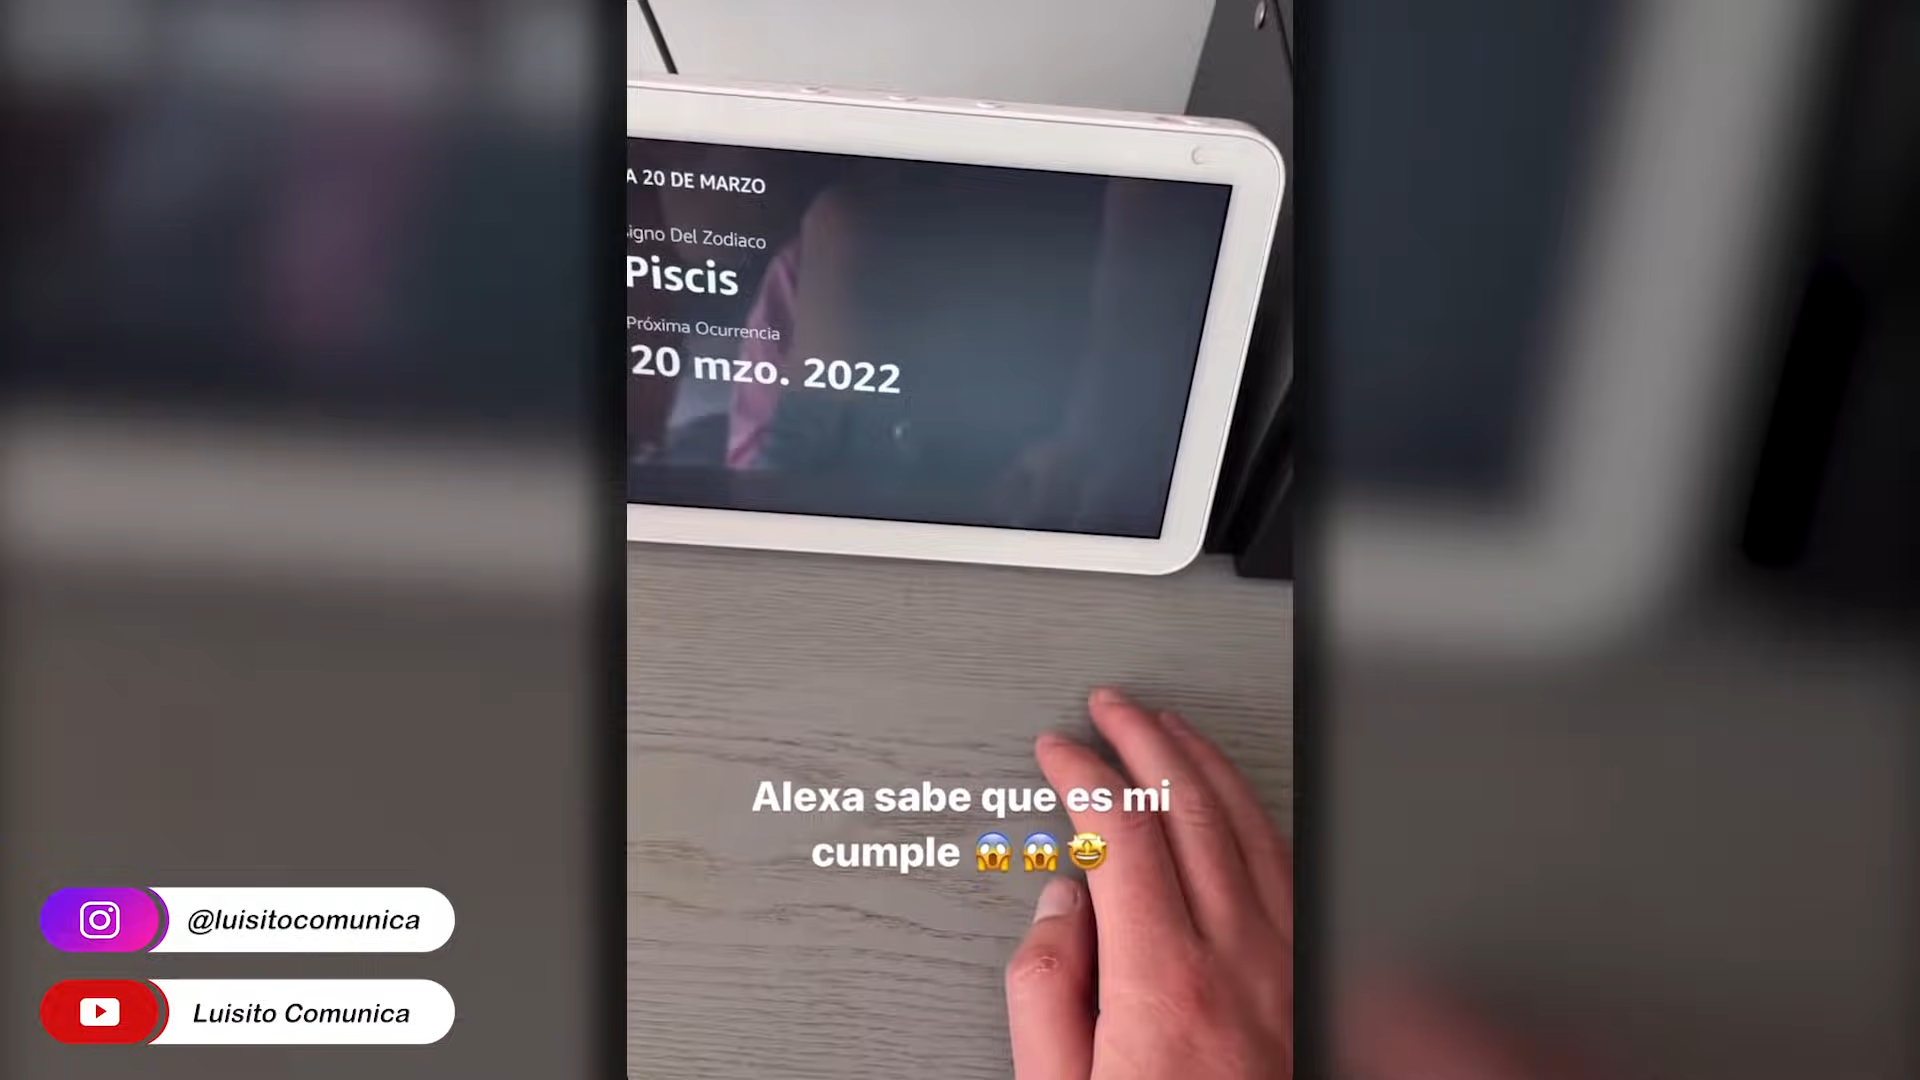 A 20 DE MARZO
igno Del Zodiaco
Piscis
Próxima Ocurrencia
20 mzo. 2022
Alexa sabe que es mi
cumple 😱😱🤩
@luisitocomunica
Luisito Comunica